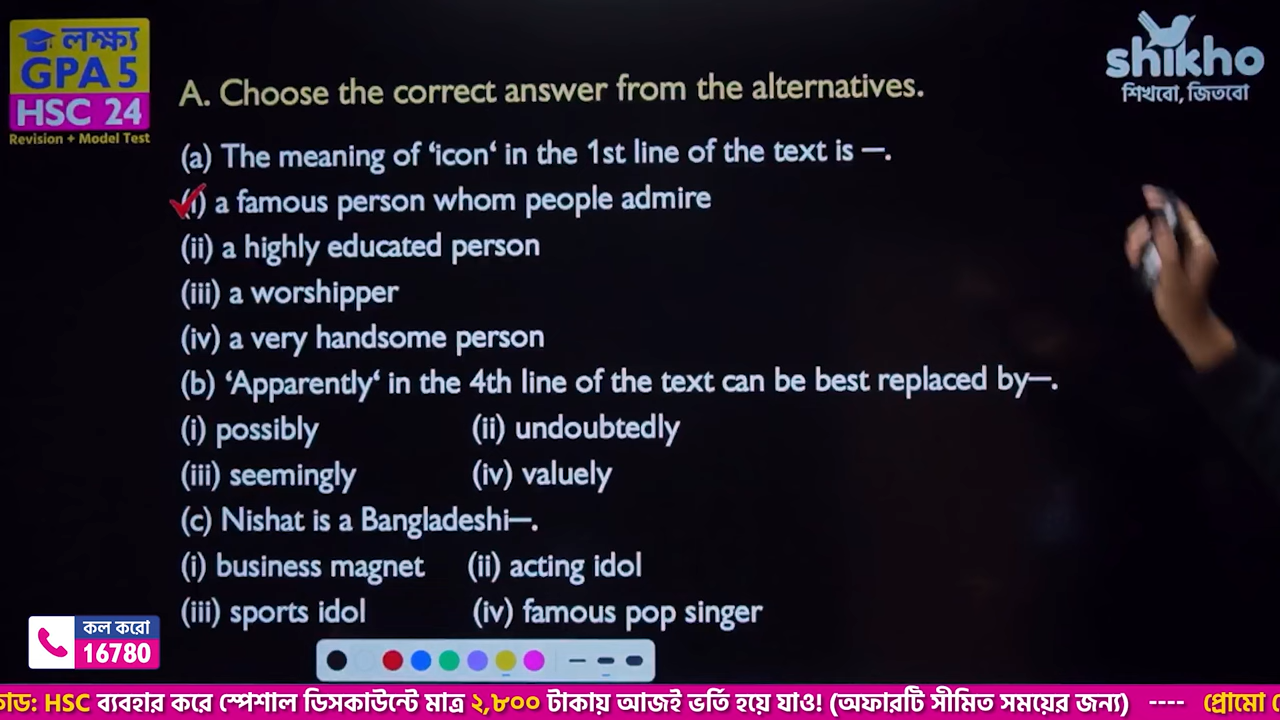 লক্ষ্য
GPA 5
HSC 24
Revision + Model Test
shikho
শিখবো, জিতবো
A. Choose the correct answer from the alternatives.
(a) The meaning of ‘icon‘ in the 1st line of the text is —.
(i) a famous person whom people admire
(ii) a highly educated person
(iii) a worshipper
(iv) a very handsome person
(b) ‘Apparently‘ in the 4th line of the text can be best replaced by—.
(i) possibly (ii) undoubtedly
(iii) seemingly (iv) valuely
(c) Nishat is a Bangladeshi—.
(i) business magnet (ii) acting idol
(iii) sports idol (iv) famous pop singer
কল করো
16780
HSC ব্যবহার করে স্পেশাল ডিসকাউন্টে মাত্র ২,৮০০ টাকায় আজই ভর্তি হয়ে যাও! (অফারটি সীমিত সময়ের জন্য) ---- প্রোমো